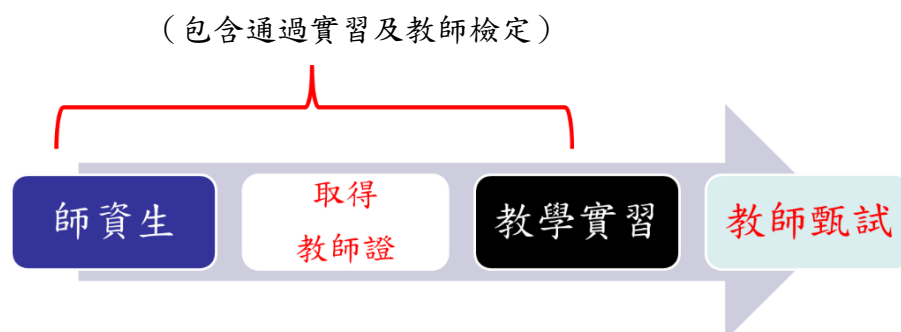 （包含通過實習及教師檢定）
師資生
取得
教師證
教學實習
教師甄試